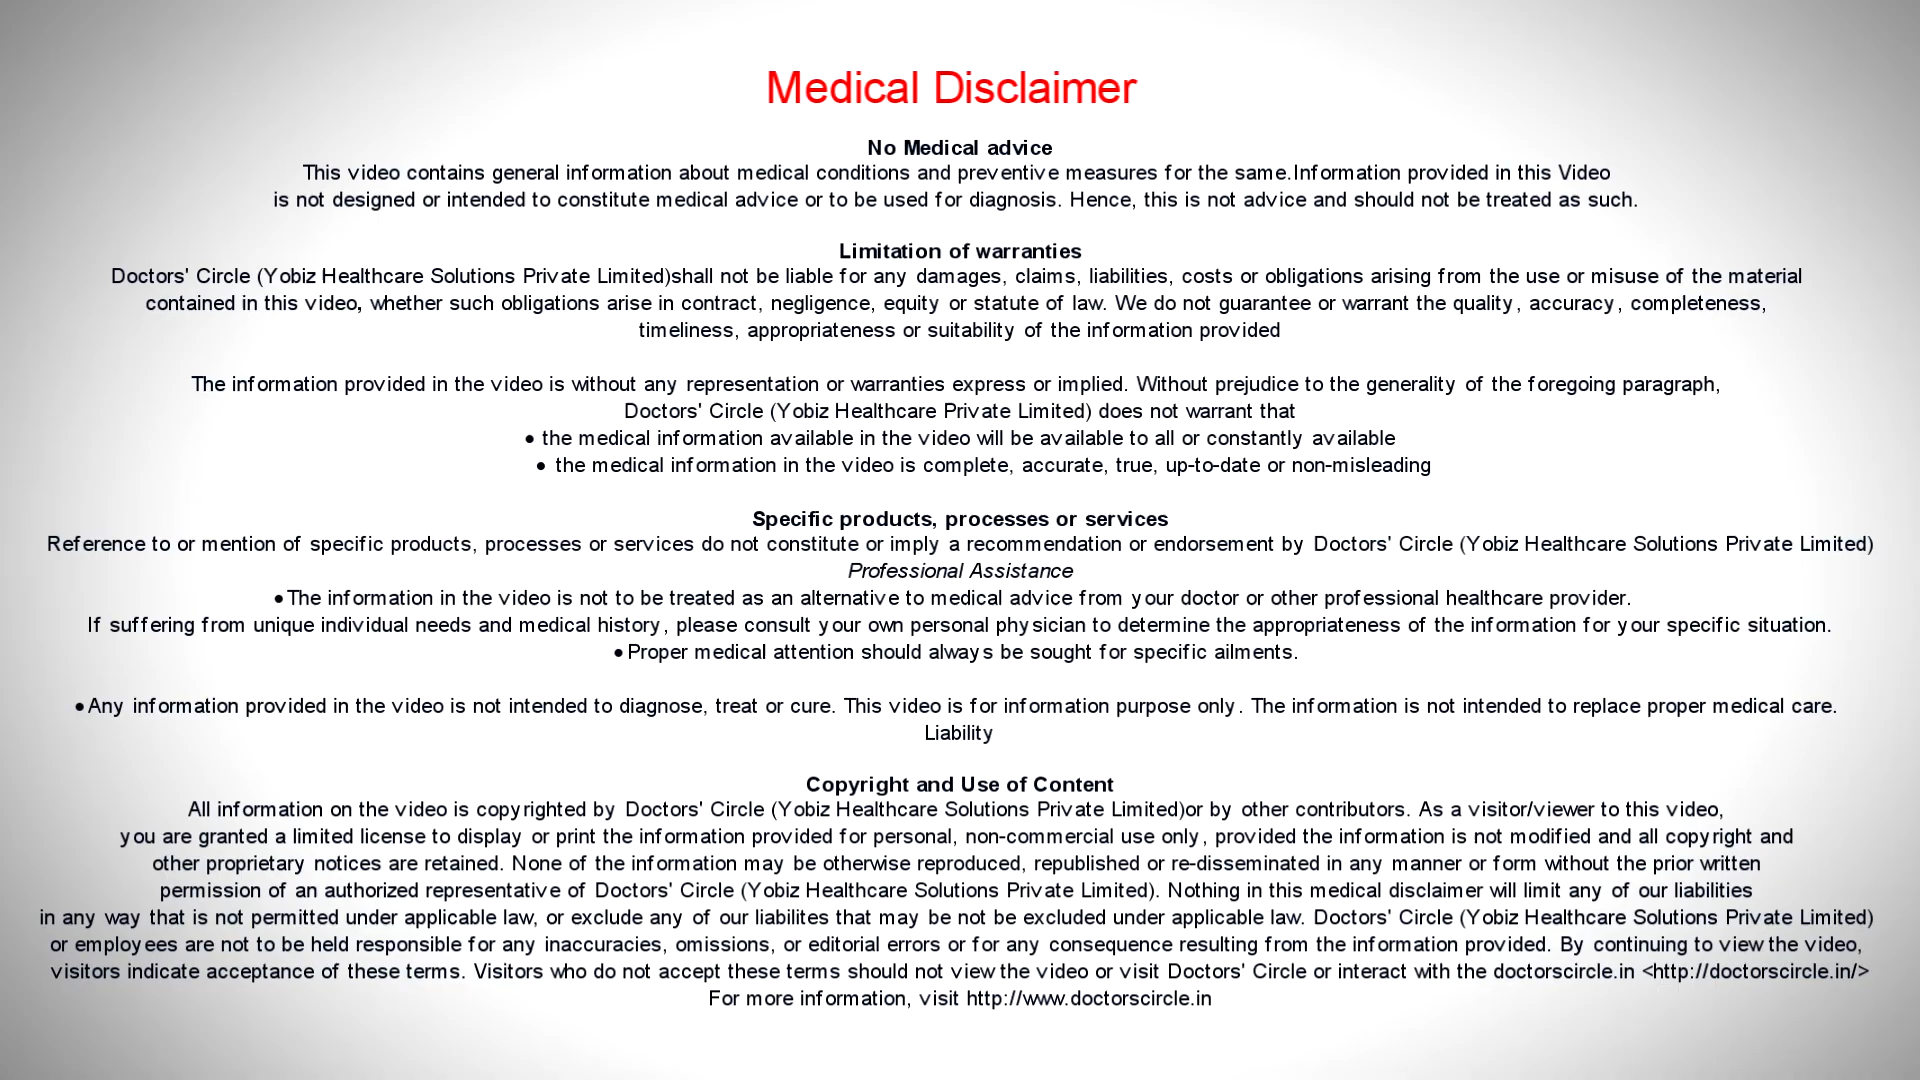 Medical Disclaimer
No Medical advice
This video contains general information about medical conditions and preventive measures for the same.Information provided in this Video
is not designed or intended to constitute medical advice or to be used for diagnosis. Hence, this is not advice and should not be treated as such.
Limitation of warranties
Doctors' Circle (Yobiz Healthcare Solutions Private Limited)shall not be liable for any damages, claims, liabilities, costs or obligations arising from the use or misuse of the material
contained in this video, whether such obligations arise in contract, negligence, equity or statute of law. We do not guarantee or warrant the quality, accuracy, completeness,
timeliness, appropriateness or suitability of the information provided
The information provided in the video is without any representation or warranties express or implied. Without prejudice to the generality of the foregoing paragraph,
Doctors' Circle (Yobiz Healthcare Private Limited) does not warrant that
• the medical information available in the video will be available to all or constantly available
• the medical information in the video is complete, accurate, true, up-to-date or non-misleading
Specific products, processes or services
Reference to or mention of specific products, processes or services do not constitute or imply a recommendation or endorsement by Doctors' Circle (Yobiz Healthcare Solutions Private Limited)
Professional Assistance
•The information in the video is not to be treated as an alternative to medical advice from your doctor or other professional healthcare provider.
If suffering from unique individual needs and medical history, please consult your own personal physician to determine the appropriateness of the information for your specific situation.
•Proper medical attention should always be sought for specific ailments.
•Any information provided in the video is not intended to diagnose, treat or cure. This video is for information purpose only. The information is not intended to replace proper medical care.
Liability
Copyright and Use of Content
All information on the video is copyrighted by Doctors' Circle (Yobiz Healthcare Solutions Private Limited)or by other contributors. As a visitor/viewer to this video,
you are granted a limited license to display or print the information provided for personal, non-commercial use only, provided the information is not modified and all copyright and
other proprietary notices are retained. None of the information may be otherwise reproduced, republished or re-disseminated in any manner or form without the prior written
permission of an authorized representative of Doctors' Circle (Yobiz Healthcare Solutions Private Limited). Nothing in this medical disclaimer will limit any of our liabilities
in any way that is not permitted under applicable law, or exclude any of our liabilites that may be not be excluded under applicable law. Doctors' Circle (Yobiz Healthcare Solutions Private Limited)
or employees are not to be held responsible for any inaccuracies, omissions, or editorial errors or for any consequence resulting from the information provided. By continuing to view the video,
visitors indicate acceptance of these terms. Visitors who do not accept these terms should not view the video or visit Doctors' Circle or interact with the doctorscircle.in <http://doctorscircle.in/>
For more information, visit http://www.doctorscircle.in